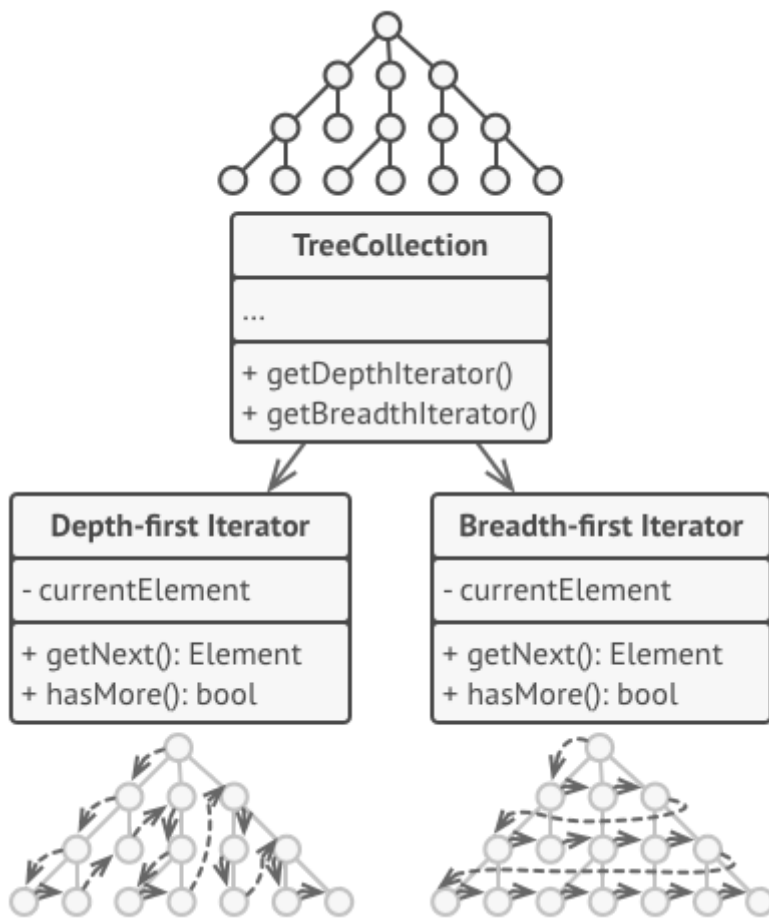 TreeCollection
...
+ getDepthIterator()
+ getBreadthIterator()
Depth-first Iterator
- currentElement
+ getNext(): Element
+ hasMore(): bool
Breadth-first Iterator
- currentElement
+ getNext(): Element
+ hasMore(): bool